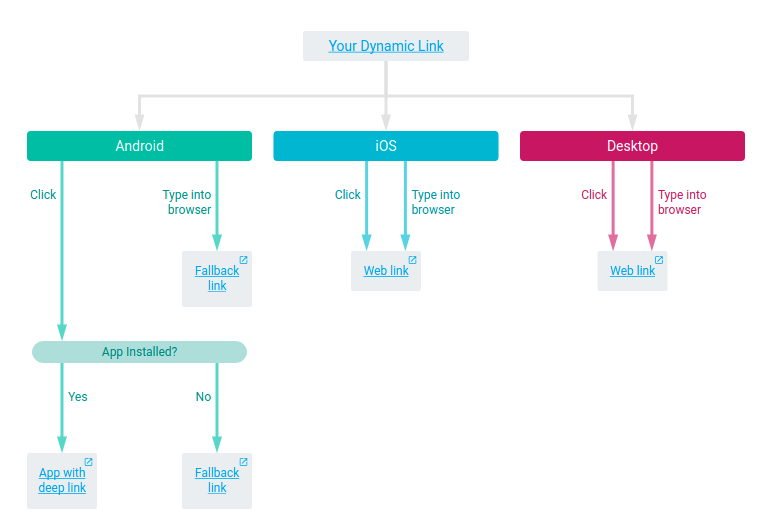 Your Dynamic Link
Android
iOS
Desktop
Click
Type into
browser
Click
Type into
browser
Click
Type into
browser
Fallback
link
Web link
Web link
App Installed?
Yes
No
App with
deep link
Fallback
link